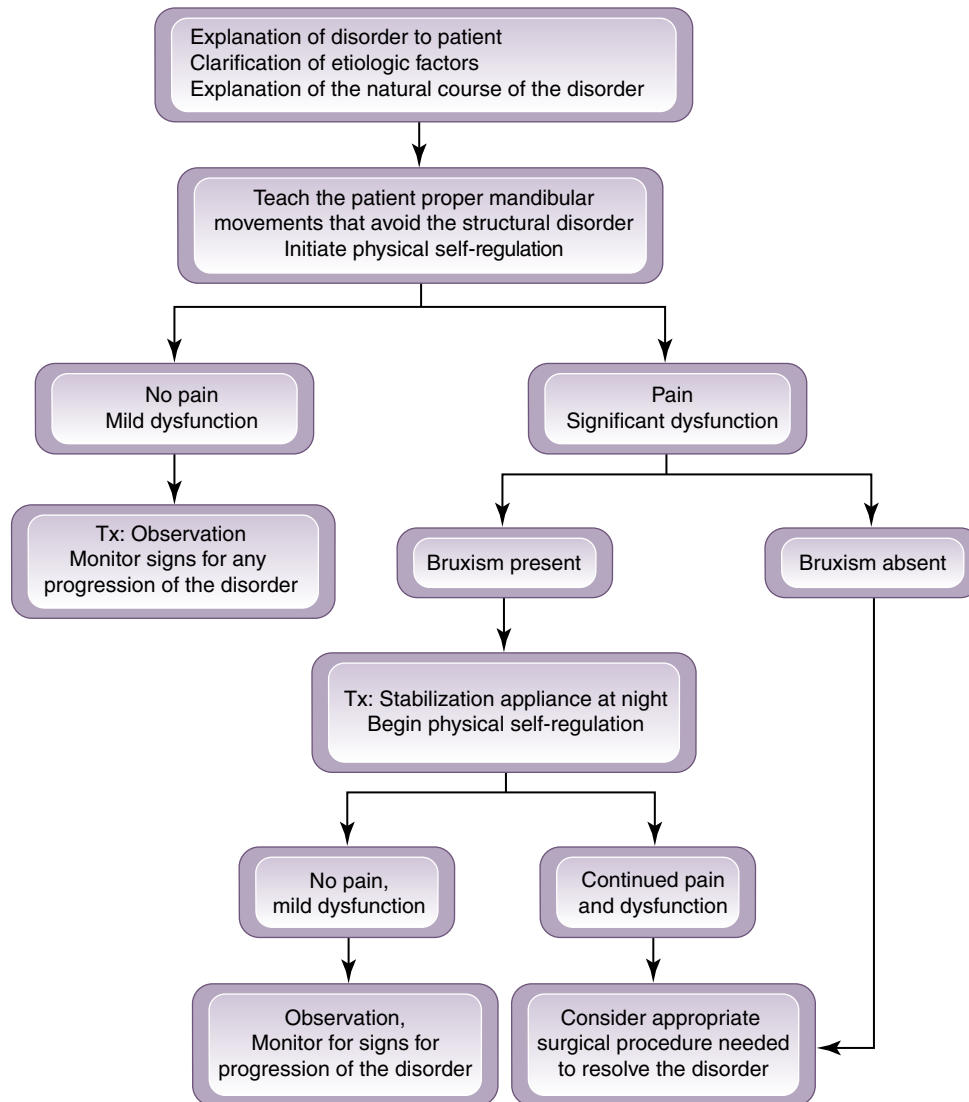 Explanation of disorder to patient
Clarification of etiologic factors
Explanation of the natural course of the disorder
Teach the patient proper mandibular
movements that avoid the structural disorder
Initiate physical self-regulation
No pain
Mild dysfunction
Pain
Significant dysfunction
Tx: Observation
Monitor signs for any
progression of the disorder
Bruxism present
Bruxism absent
Tx: Stabilization appliance at night
Begin physical self-regulation
No pain,
mild dysfunction
Continued pain
and dysfunction
Observation,
Monitor for signs for
progression of the disorder
Consider appropriate
surgical procedure needed
to resolve the disorder